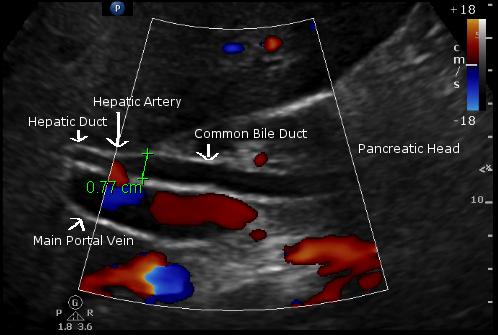 P
+18
5
c
m
/
s
-18
Hepatic Artery
Hepatic Duct
Common Bile Duct
Pancreatic Head
0.77 cm
10
Main Portal Vein
G
P R
1.8 3.6